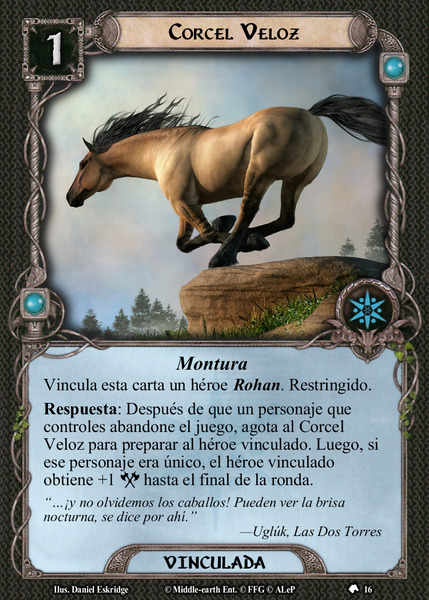 1
Corcel Veloz
Montura
Vincula esta carta un héroe Rohan. Restringido.
Respuesta: Después de que un personaje que
controles abandone el juego, agota al Corcel
Veloz para preparar al héroe vinculado. Luego, si
ese personaje era único, el héroe vinculado
obtiene +1 hasta el final de la ronda.
“…¡y no olvidemos los caballos! Pueden ver la brisa
nocturna, se dice por ahí.”
—Uglúk, Las Dos Torres
VINCULADA
Ilus. Daniel Eskridge © Middle-earth Ent. © FFG © ALeP 16